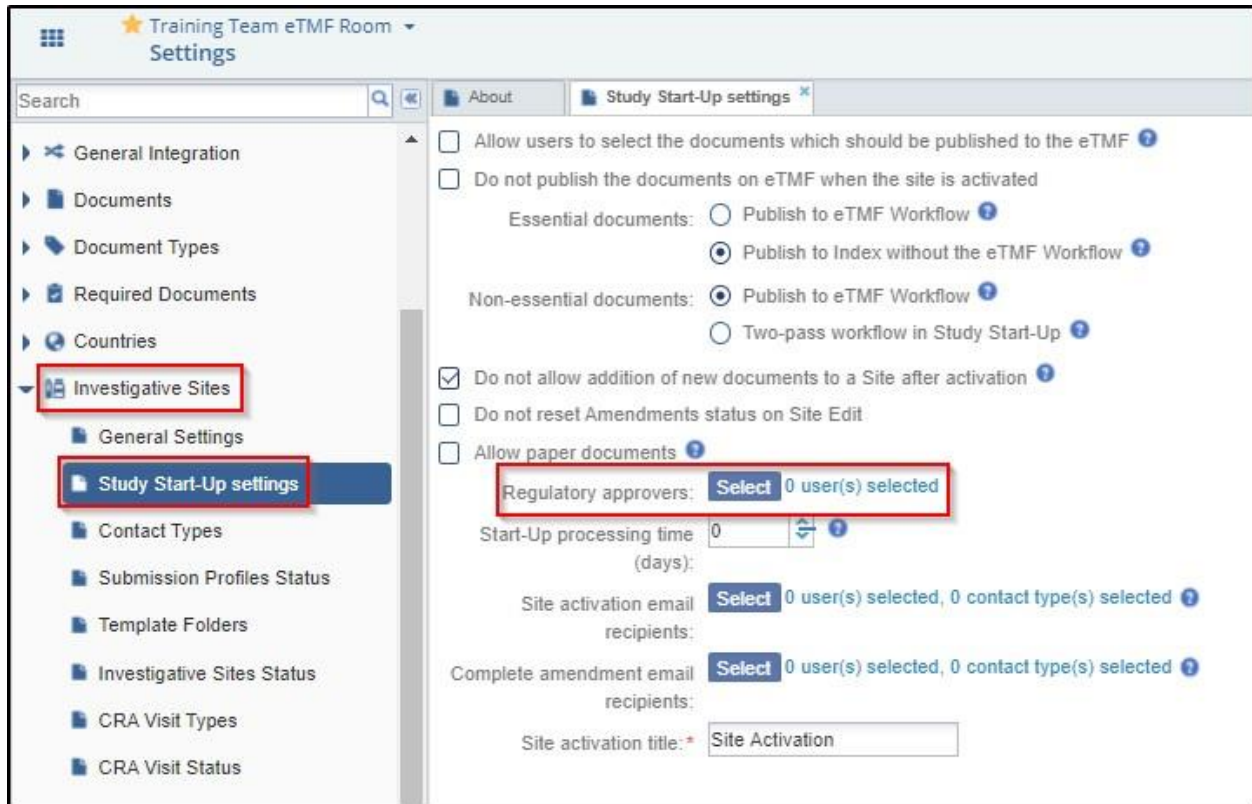 Training Team eTMF Room
Settings
Search
General Integration
Documents
Document Types
Required Documents
Countries
Investigative Sites
General Settings
Study Start-Up settings
Contact Types
Submission Profiles Status
Template Folders
Investigative Sites Status
CRA Visit Types
CRA Visit Status
About
Study Start-Up settings
Allow users to select the documents which should be published to the eTMF
Do not publish the documents on eTMF when the site is activated
Essential documents: Publish to eTMF Workflow
Publish to Index without the eTMF Workflow
Non-essential documents: Publish to eTMF Workflow
Two-pass workflow in Study Start-Up
Do not allow addition of new documents to a Site after activation
Do not reset Amendments status on Site Edit
Allow paper documents
Regulatory approvers: Select 0 user(s) selected
Start-Up processing time 0
(days):
Site activation email Select 0 user(s) selected, 0 contact type(s) selected
recipients:
Complete amendment email Select 0 user(s) selected, 0 contact type(s) selected
recipients:
Site activation title:* Site Activation